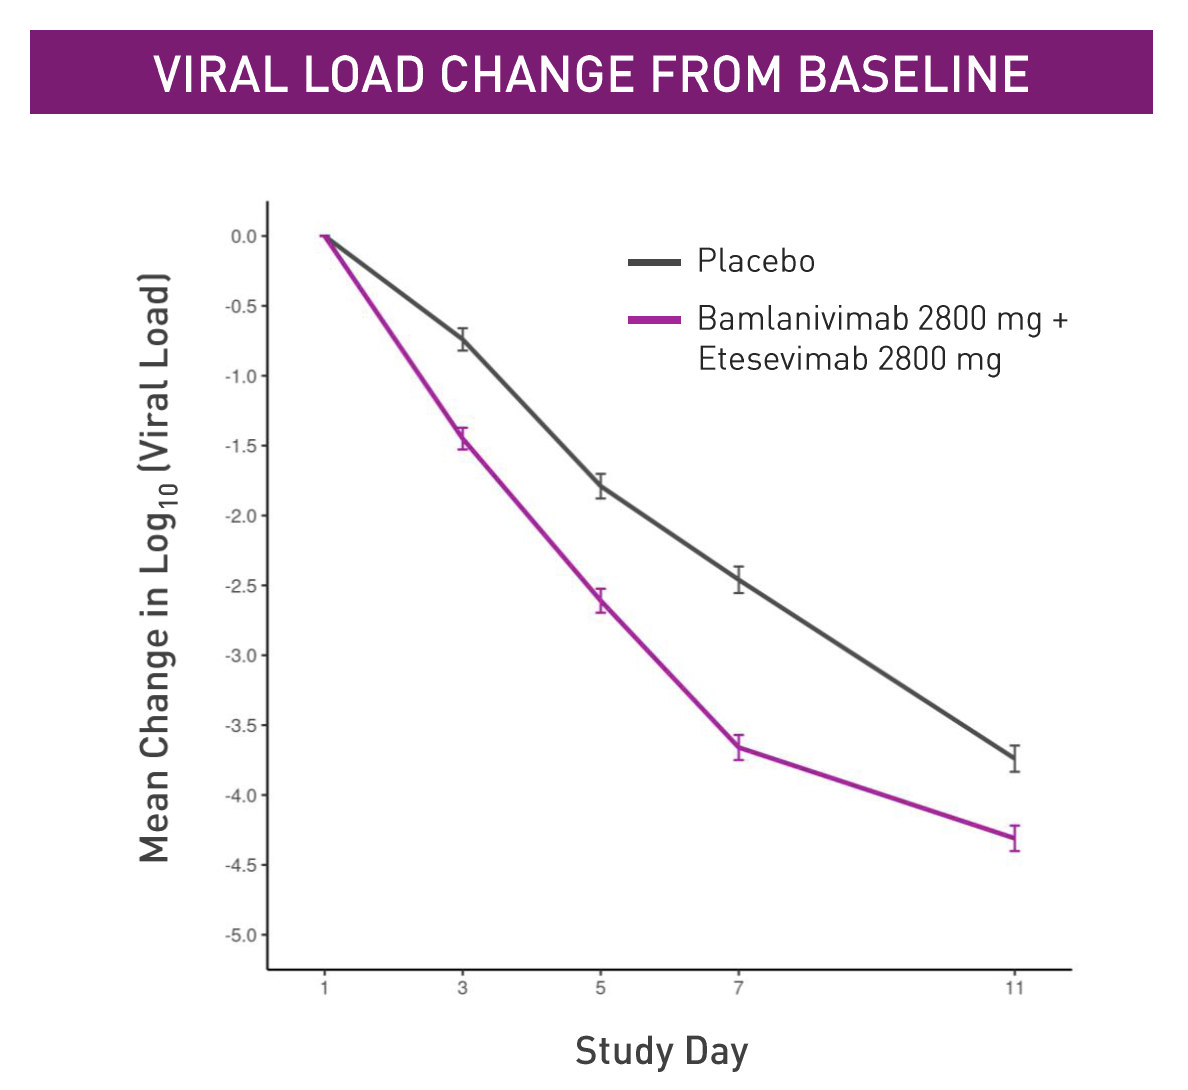 VIRAL LOAD CHANGE FROM BASELINE
Placebo
Bamlanivimab 2800 mg +
Etesevimab 2800 mg
Mean Change in Log10 (Viral Load)
0.0
-0.5
-1.0
-1.5
-2.0
-2.5
-3.0
-3.5
-4.0
-4.5
-5.0
1 3 5 7 11
Study Day